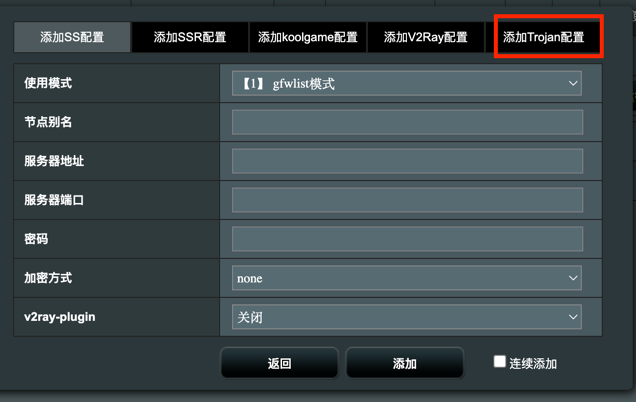 添加SS配置 添加SSR配置 添加koolgame配置 添加V2Ray配置 添加Trojan配置
使用模式 【1】 gfwlist模式
节点别名
服务器地址
服务器端口
密码
加密方式 none
v2ray-plugin 关闭
返回 添加 连续添加